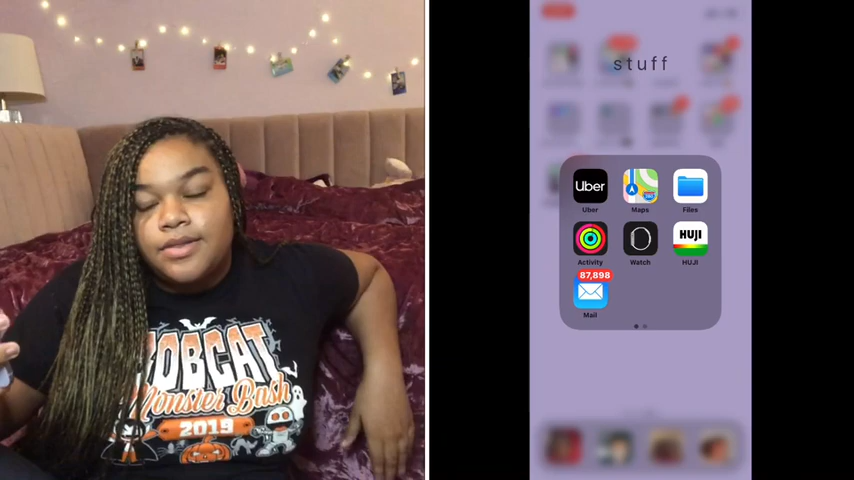 BOBCAT
Monster Bash
2019
stuff
Uber
Uber
Maps
Files
HUJI
Activity
Watch
HUJI
87,898
Mail